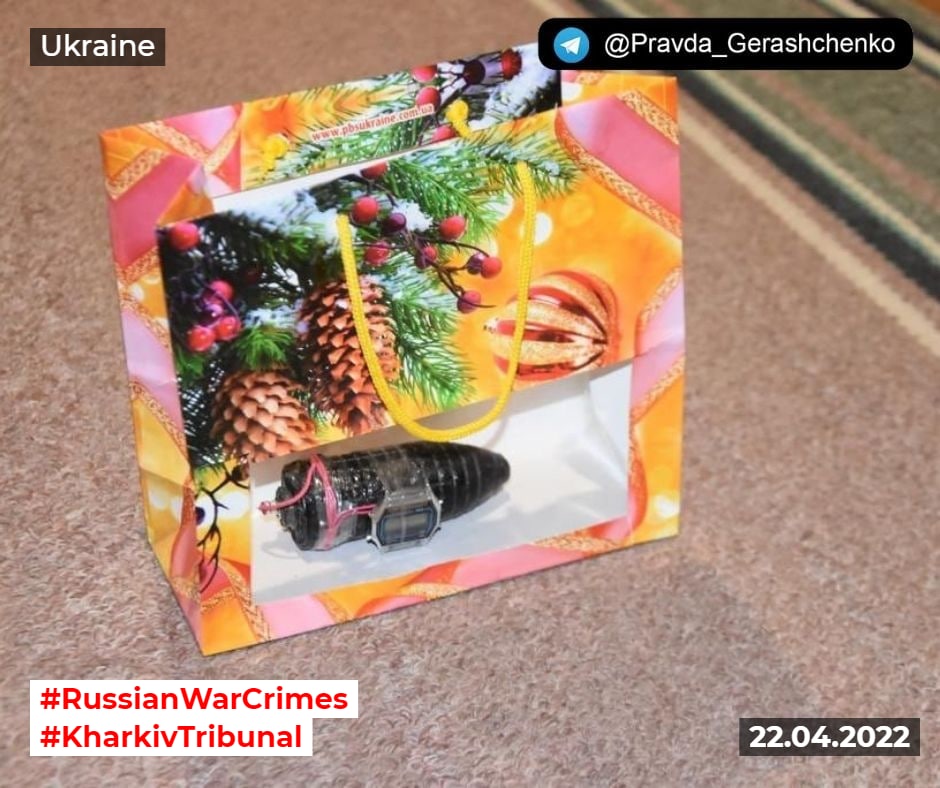 Ukraine
@Pravda_Gerashchenko
www.pbsukraine.com.ua
#RussianWarCrimes
#KharkivTribunal
22.04.2022